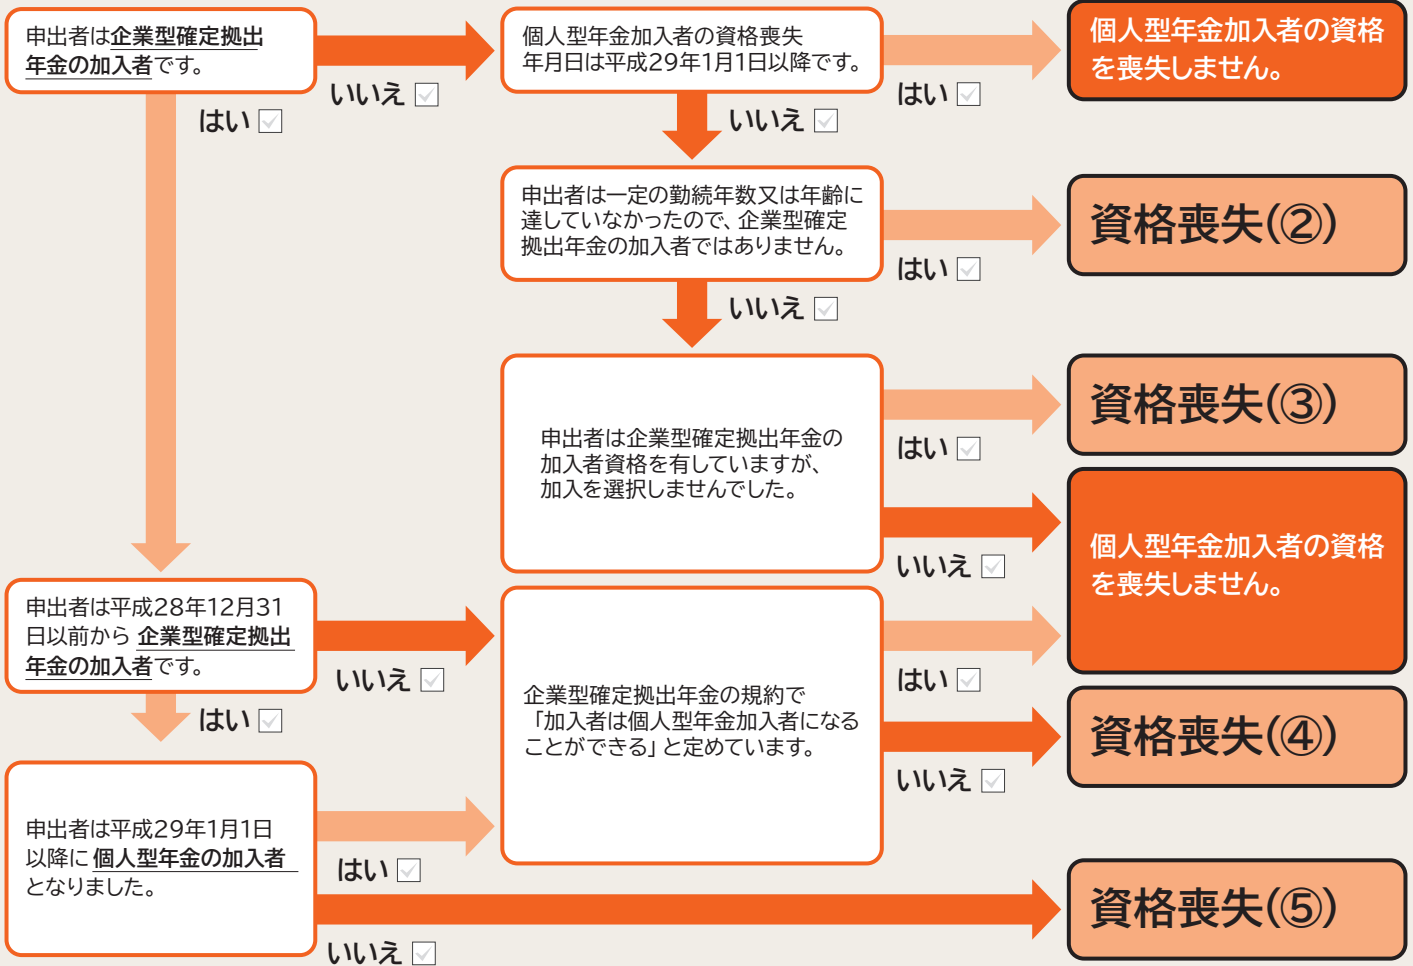 申出者は企業型確定拠出
年金の加入者です。
はい
いいえ
個人型年金加入者の資格喪失
年月日は平成29年1月1日以降です。
はい
いいえ
個人型年金加入者の資格
を喪失しません。
申出者は一定の勤続年数又は年齢に
達していなかったので、企業型確定
拠出年金の加入者ではありません。
はい
いいえ
資格喪失(②)
申出者は企業型確定拠出年金の
加入者資格を有していますが、
加入を選択しませんでした。
はい
いいえ
資格喪失(③)
個人型年金加入者の資格
を喪失しません。
申出者は平成28年12月31
日以前から 企業型確定拠出
年金の加入者です。
いいえ
はい
企業型確定拠出年金の規約で
「加入者は個人型年金加入者になる
ことができる」と定めています。
はい
いいえ
資格喪失(④)
申出者は平成29年1月1日
以降に個人型年金の加入者
となりました。
はい
いいえ
資格喪失(⑤)